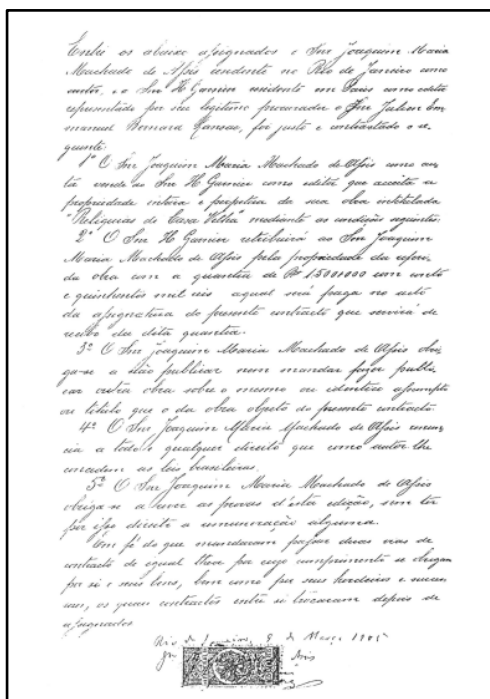 Entre os abaixo assignados o Snr Joaquim Maria
Machado de Assis residente no Rio de Janeiro como
autor, e o Snr H Garnier residente em Paris como editor
representado por seu legitimo procurador o Snr Julien Em
manuel Bernard Lansac, foi justo e contractado o se
guinte:
1º O Snr Joaquim Maria Machado de Assis como au
tor vende ao Snr H Garnier como editor que acceita a
propriedade inteira e perpetua da sua obra intitulada
"Reliquias de Casa Velha" mediante as condições seguintes:
2º O Snr H Garnier retribuirá ao Snr Joaquim
Maria Machado de Assis pela propriedade da referi
da obra com a quantia de Rs 1.500$000 um conto
e quinhentos mil reis a qual será paga no acto
da assignatura do presente contracto que servirá de
recibo da dita quantia.
3º O Snr Joaquim Maria Machado de Assis obri
ga-se a não publicar nem mandar fazer publi
car outra obra sobre o mesmo ou identico assumpto
ou titulo que o da obra objeto do presente contracto.
4º O Snr Joaquim Maria Machado de Assis renun
cia a todo e qualquer direito que como autor lhe
concedem as leis brasileiras.
5º O Snr Joaquim Maria Machado de Assis
obriga-se a rever as provas d'esta edição, sem ter
por isso direito a remuneração alguma.
Em fé do que mandaram passar duas vias de
contracto de egual theor por cujo cumprimento se obrigam
por si e seus bens, bem como por seus herdeiros e succes
sores, os quaes contractos entre si trocaram depois de
assignados
Rio de Janeiro, 8 de Março 1905
Assis